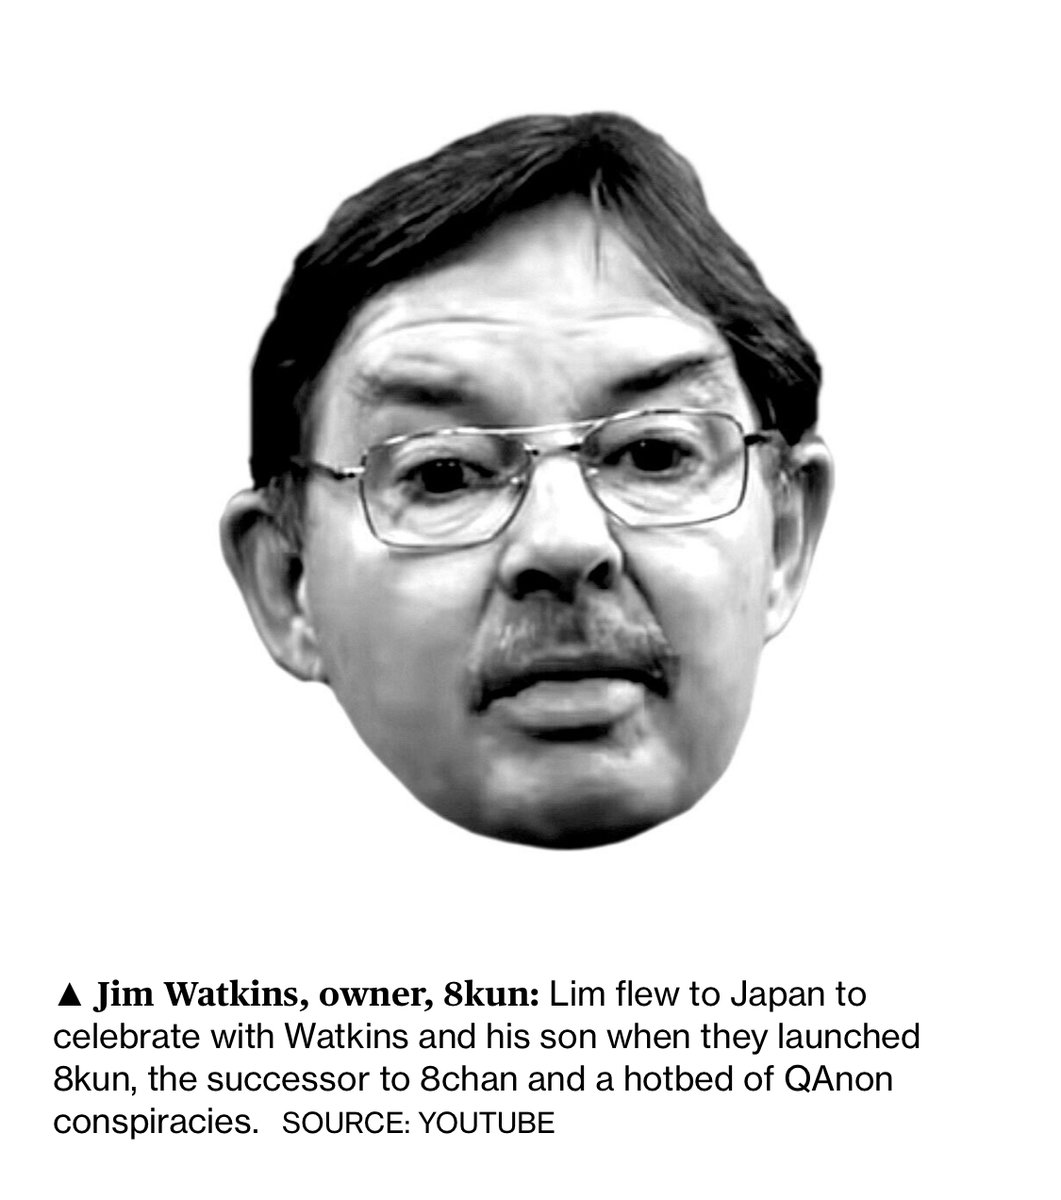 ▲ Jim Watkins, owner, 8kun: Lim flew to Japan to
celebrate with Watkins and his son when they launched
8kun, the successor to 8chan and a hotbed of QAnon
conspiracies. SOURCE: YOUTUBE